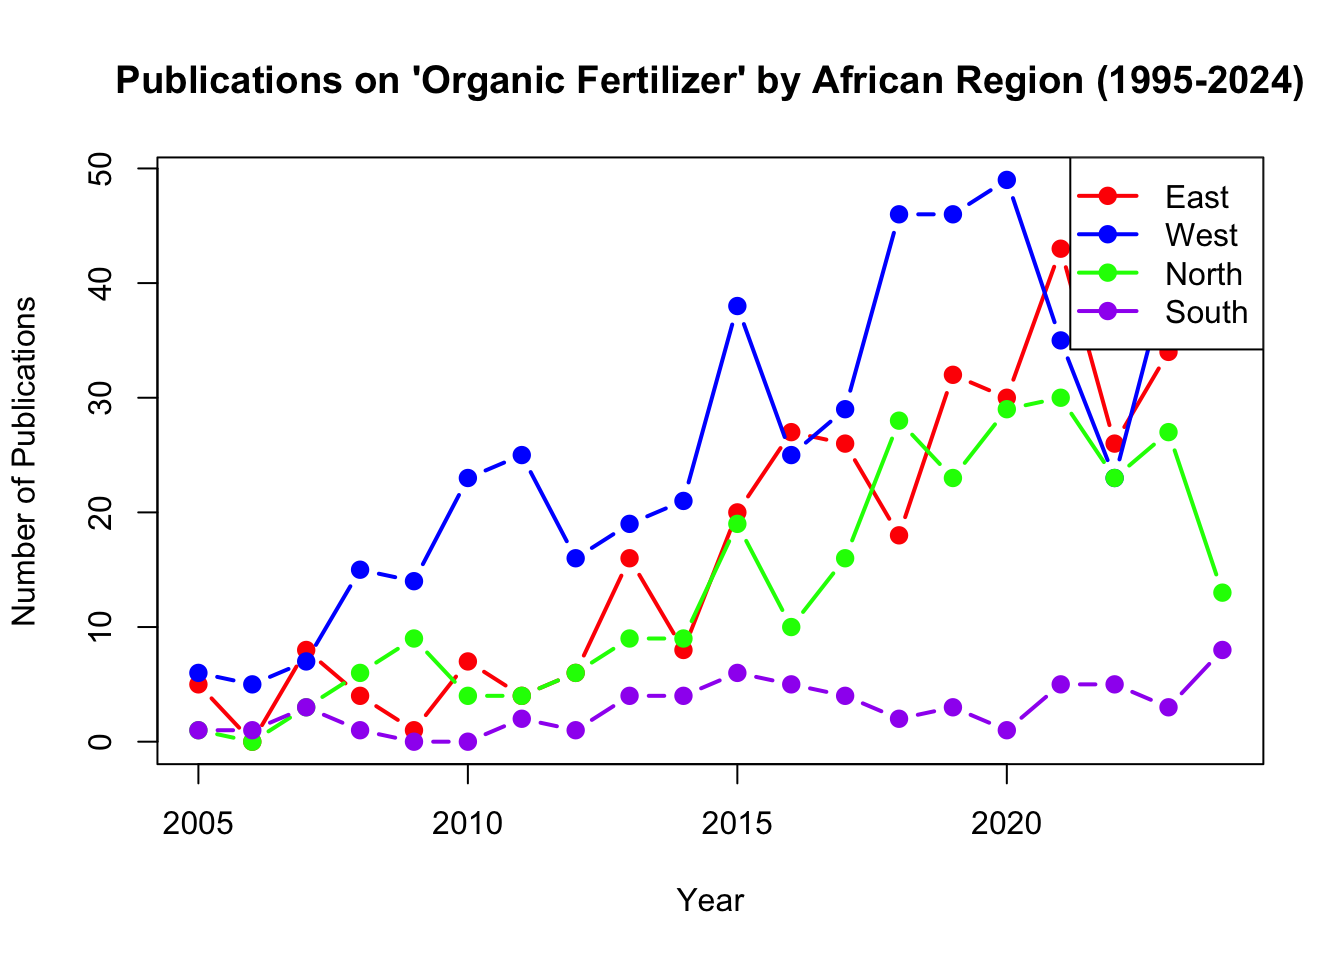 Publications on 'Organic Fertilizer' by African Region (1995-2024)
Number of Publications
50
40
30
20
10
0
East
West
North
South
2005 2010 2015 2020
Year